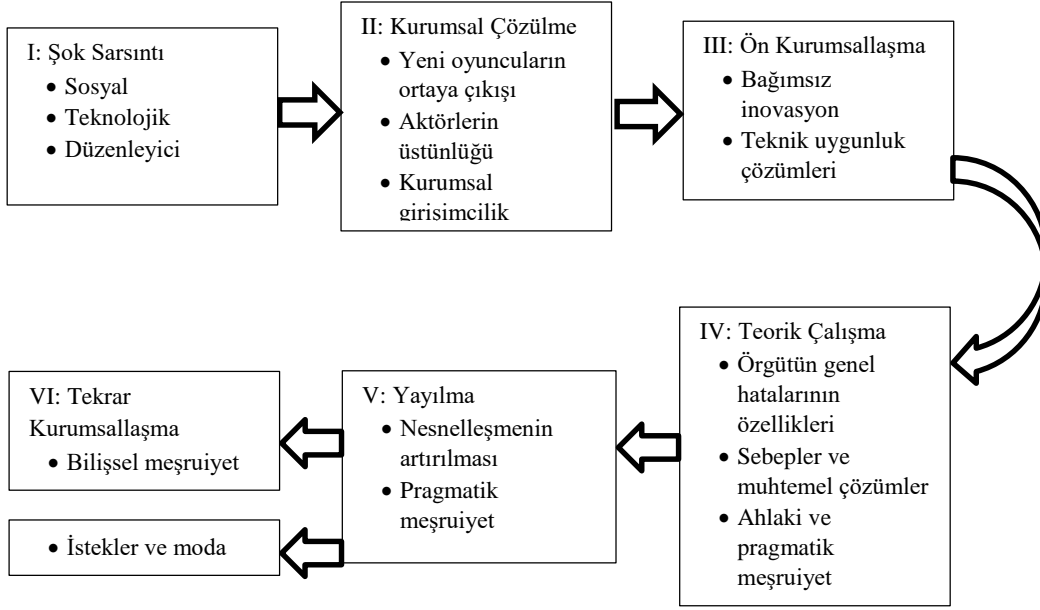 I: Şok Sarsıntı
• Sosyal
• Teknolojik
• Düzenleyici
II: Kurumsal Çözülme
• Yeni oyuncuların
ortaya çıkışı
• Aktörlerin
üstünlüğü
• Kurumsal
girişimcilik
III: Ön Kurumsallaşma
• Bağımsız
inovasyon
• Teknik uygunluk
çözümleri
IV: Teorik Çalışma
• Örgütün genel
hatalarının
özellikleri
• Sebepler ve
muhtemel çözümler
• Ahlaki ve
pragmatik
meşruiyet
V: Yayılma
• Nesnelleşmenin
artırılması
• Pragmatik
meşruiyet
VI: Tekrar
Kurumsallaşma
• Bilişsel meşruiyet
• İstekler ve moda